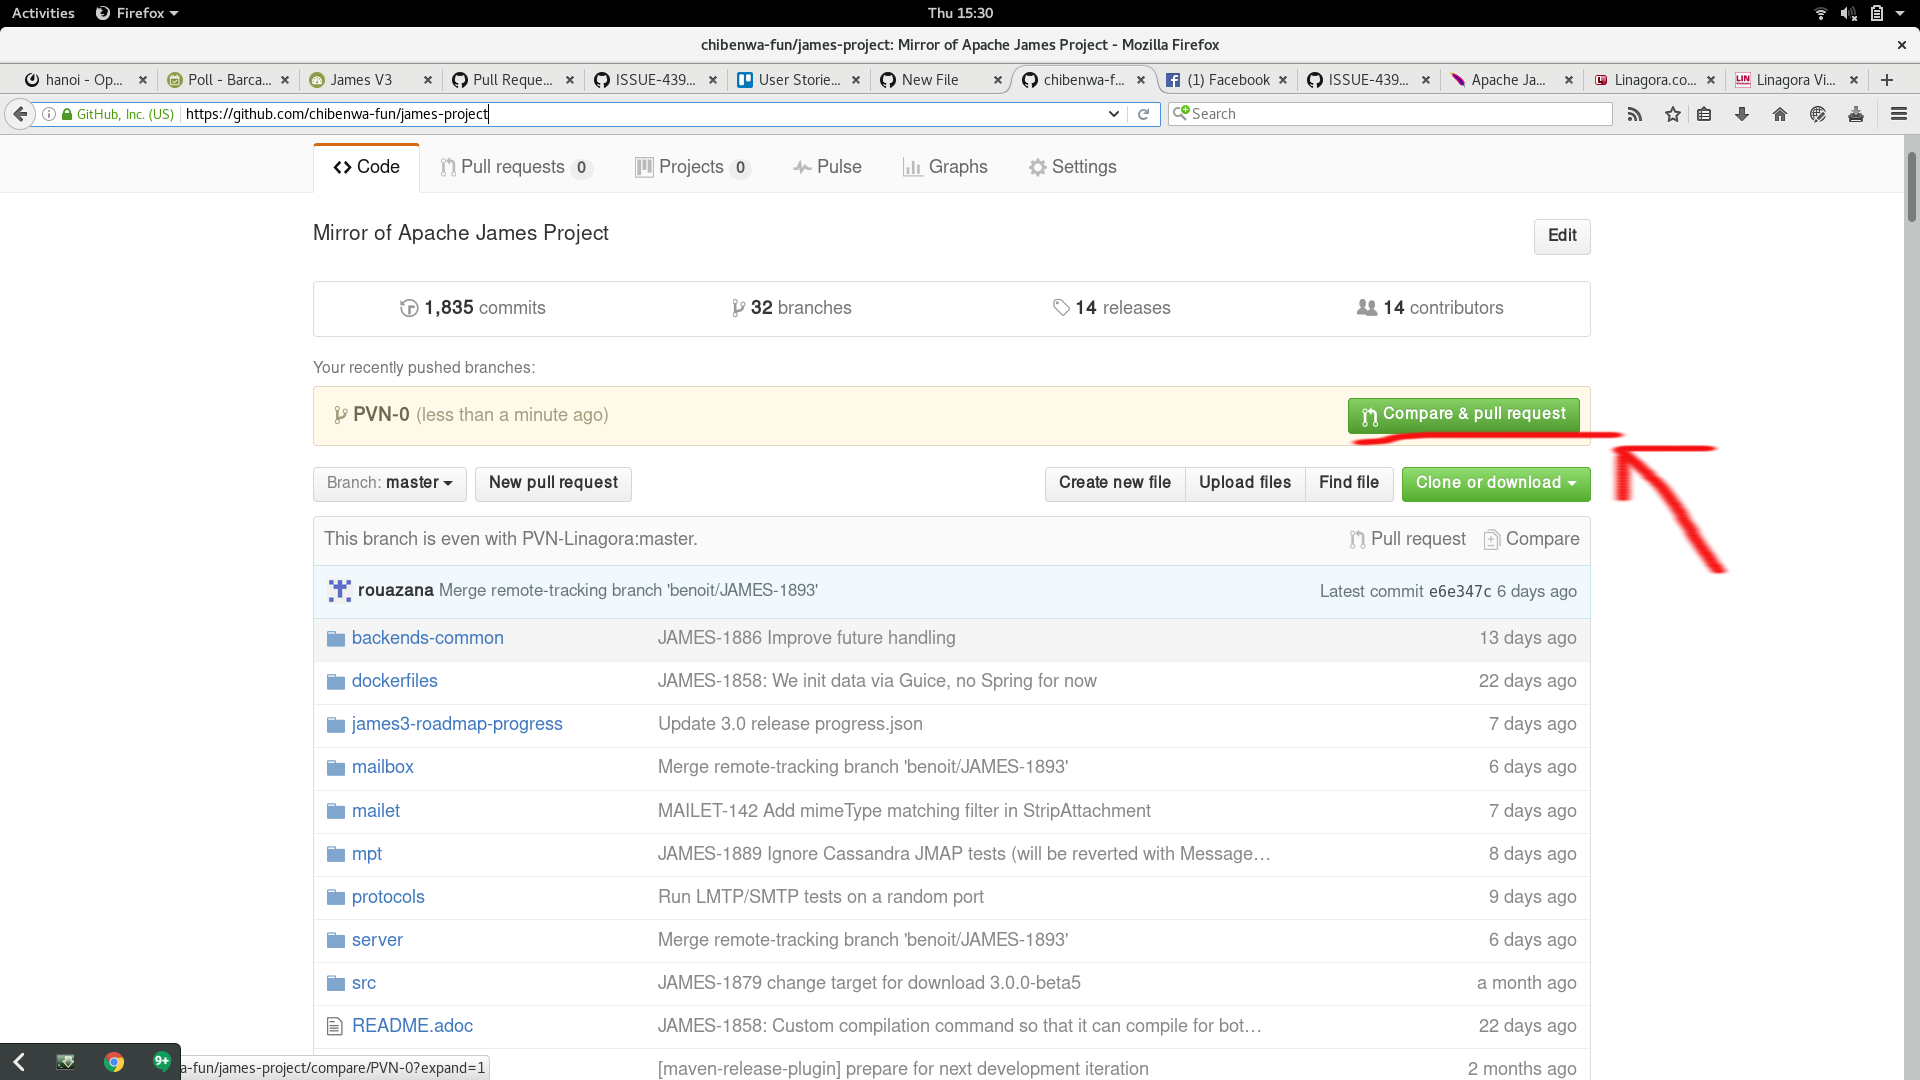 Activities Firefox Thu 15:30
chibenwa-fun/james-project: Mirror of Apache James Project - Mozilla Firefox
hanoi - Op... Poll - Barca... James V3 Pull Reque... ISSUE-439... User Storie... New File chibenwa-f... (1) Facebook ISSUE-439... Apache Ja... Linagora.co... Linagora Vi...
GitHub, Inc. (US) https://github.com/chibenwa-fun/james-project Search
Code Pull requests 0 Projects 0 Pulse Graphs Settings
Mirror of Apache James Project Edit
1,835 commits 32 branches 14 releases 14 contributors
Your recently pushed branches:
PVN-0 (less than a minute ago) Compare & pull request
Branch: master New pull request Create new file Upload files Find file Clone or download
This branch is even with PVN-Linagora:master. Pull request Compare
rouazana Merge remote-tracking branch 'benoit/JAMES-1893' Latest commit e6e347c 6 days ago
backends-common JAMES-1886 Improve future handling 13 days ago
dockerfiles JAMES-1858: We init data via Guice, no Spring for now 22 days ago
james3-roadmap-progress Update 3.0 release progress.json 7 days ago
mailbox Merge remote-tracking branch 'benoit/JAMES-1893' 6 days ago
mailet MAILET-142 Add mimeType matching filter in StripAttachment 7 days ago
mpt JAMES-1889 Ignore Cassandra JMAP tests (will be reverted with Message… 8 days ago
protocols Run LMTP/SMTP tests on a random port 9 days ago
server Merge remote-tracking branch 'benoit/JAMES-1893' 6 days ago
src JAMES-1879 change target for download 3.0.0-beta5 a month ago
README.adoc JAMES-1858: Custom compilation command so that it can compile for bot… 22 days ago
[maven-release-plugin] prepare for next development iteration 2 months ago
9+ a-fun/james-project/compare/PVN-0?expand=1